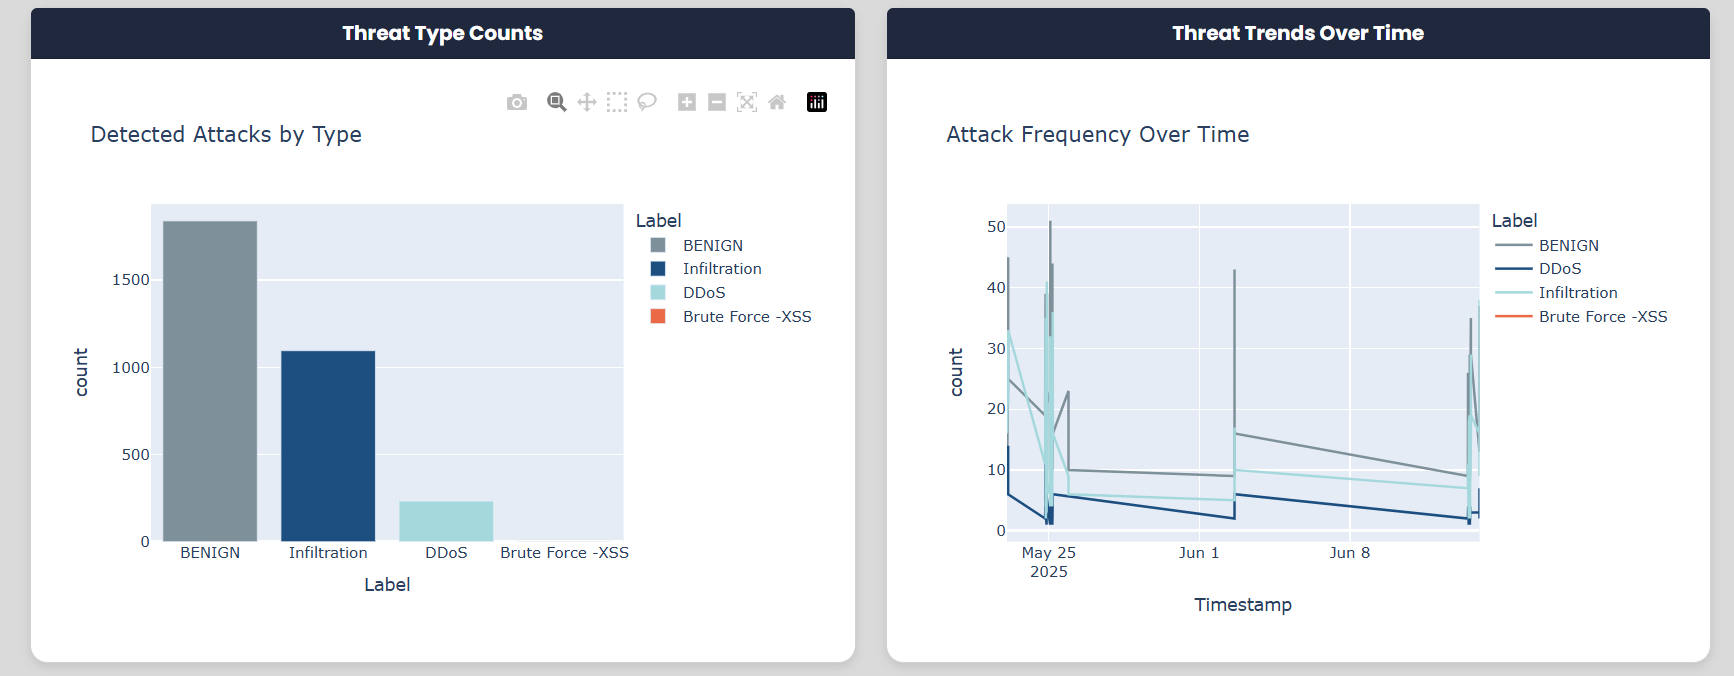 Threat Type Counts
Detected Attacks by Type
count
1500
1000
500
0
BENIGN Infiltration DDoS Brute Force -XSS
Label
Label
BENIGN
Infiltration
DDoS
Brute Force -XSS
Threat Trends Over Time
Attack Frequency Over Time
count
50
40
30
20
10
0
May 25 Jun 1 Jun 8
2025
Timestamp
Label
BENIGN
DDoS
Infiltration
Brute Force -XSS